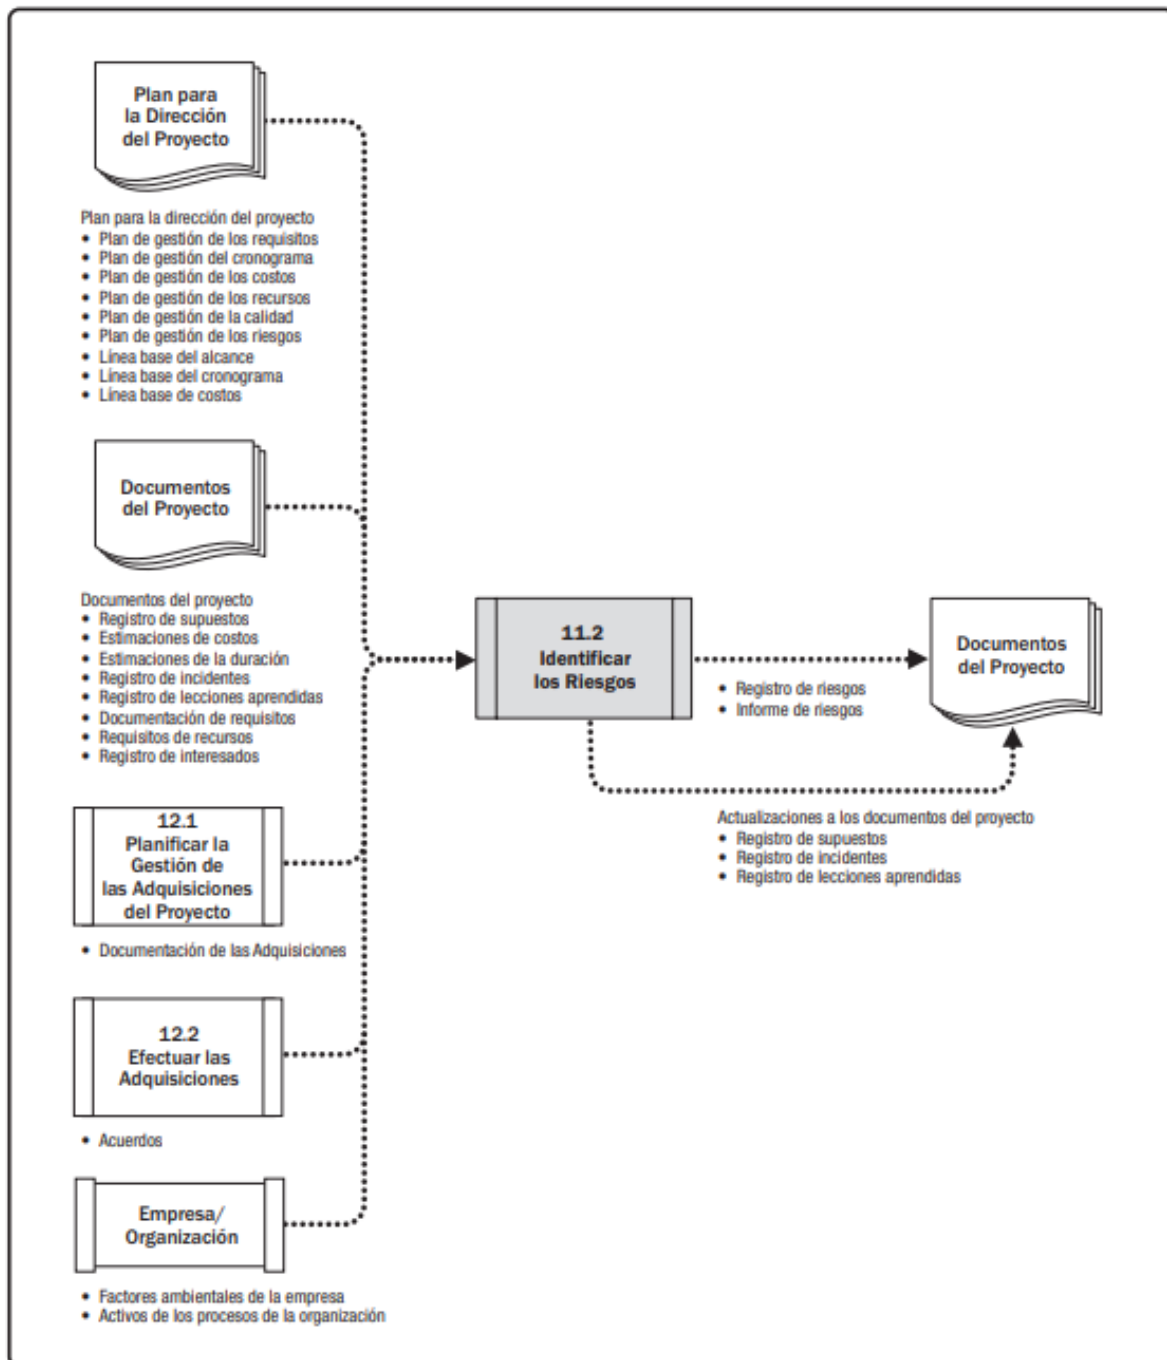 Plan para
la Dirección
del Proyecto
Plan para la dirección del proyecto
• Plan de gestión de los requisitos
• Plan de gestión del cronograma
• Plan de gestión de los costos
• Plan de gestión de los recursos
• Plan de gestión de la calidad
• Plan de gestión de los riesgos
• Línea base del alcance
• Línea base del cronograma
• Línea base de costos
Documentos
del Proyecto
Documentos del proyecto
• Registro de supuestos
• Estimaciones de costos
• Estimaciones de la duración
• Registro de incidentes
• Registro de lecciones aprendidas
• Documentación de requisitos
• Requisitos de recursos
• Registro de interesados
12.1
Planificar la
Gestión de
las Adquisiciones
del Proyecto
• Documentación de las Adquisiciones
12.2
Efectuar las
Adquisiciones
• Acuerdos
Empresa/
Organización
• Factores ambientales de la empresa
• Activos de los procesos de la organización
11.2
Identificar
los Riesgos
• Registro de riesgos
• Informe de riesgos
Documentos
del Proyecto
Actualizaciones a los documentos del proyecto
• Registro de supuestos
• Registro de incidentes
• Registro de lecciones aprendidas